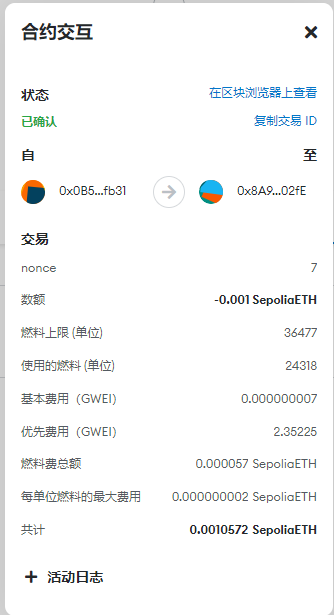 合约交互
状态 在区块浏览器上查看
已确认 复制交易 ID
自 至
0x0B5...fb31 0x8A9...02fE
交易
nonce 7
数额 -0.001 SepoliaETH
燃料上限 (单位) 36477
使用的燃料 (单位) 24318
基本费用（GWEI） 0.000000007
优先费用（GWEI） 2.35225
燃料费总额 0.000057 SepoliaETH
每单位燃料的最大费用 0.000000002 SepoliaETH
共计 0.0010572 SepoliaETH
+ 活动日志